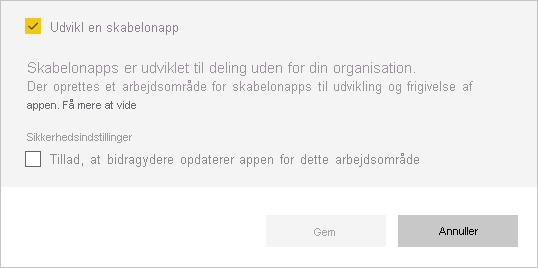 Udvikl en skabelonapp
Skabelonapps er udviklet til deling uden for din organisation.
Der oprettes et arbejdsområde for skabelonapps til udvikling og frigivelse af
appen. Få mere at vide
Sikkerhedsindstillinger
Tillad, at bidragydere opdaterer appen for dette arbejdsområde
Gem
Annuller